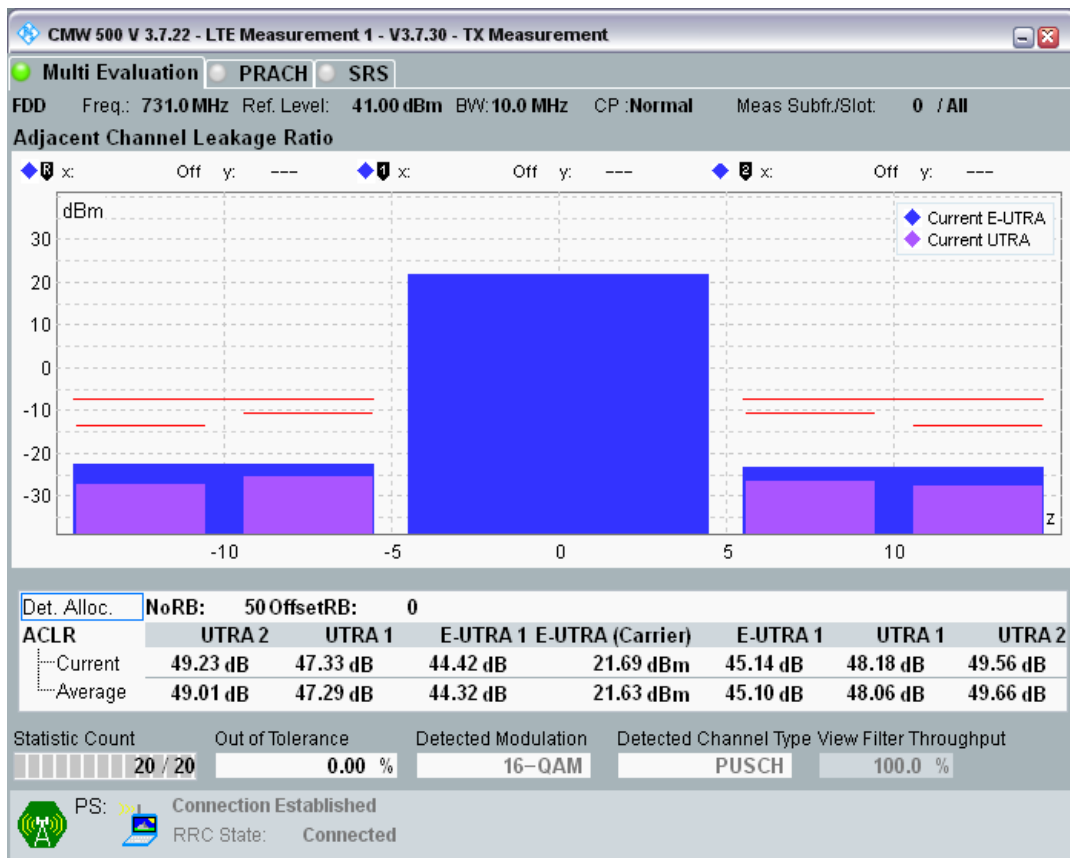 CMW 500 V 3.7.22 - LTE Measurement 1 - V3.7.30 - TX Measurement
Multi Evaluation PRACH SRS
FDD Freq.: 731.0 MHz Ref. Level: 41.00 dBm BW: 10.0 MHz CP :Normal Meas Subfr./Slot: 0 / All
Adjacent Channel Leakage Ratio
R x: Off y: --- 1 x: Off y: --- 2 x: Off y: ---
dBm
Current E-UTRA
Current UTRA
30
20
10
0
-10
-20
-30
z
-10 -5 0 5 10
Det. Alloc. NoRB: 50 OffsetRB: 0
ACLR UTRA 2 UTRA 1 E-UTRA 1 E-UTRA (Carrier) E-UTRA 1 UTRA 1 UTRA 2
Current 49.23 dB 47.33 dB 44.42 dB 21.69 dBm 45.14 dB 48.18 dB 49.56 dB
Average 49.01 dB 47.29 dB 44.32 dB 21.63 dBm 45.10 dB 48.06 dB 49.66 dB
Statistic Count Out of Tolerance Detected Modulation Detected Channel Type View Filter Throughput
20 / 20 0.00 % 16-QAM PUSCH 100.0 %
PS: Connection Established
RRC State: Connected